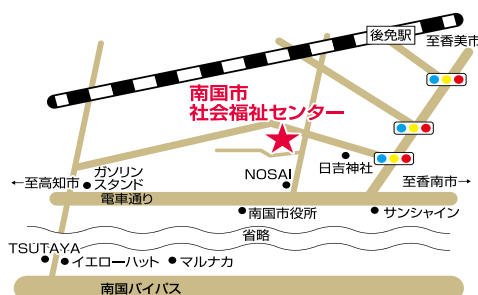 後免駅
至香美市
南国市
社会福祉センター
日吉神社
ガソリン
スタンド
NOSAI
←至高知市
至香南市→
電車通り
南国市役所
サンシャイン
省略
TSUTAYA
イエローハット
マルナカ
南国バイパス